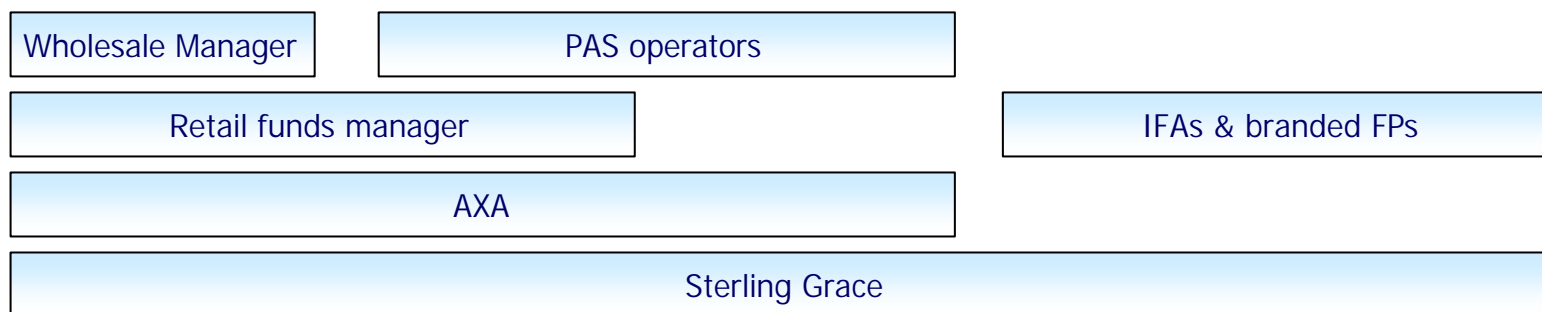 Wholesale Manager
PAS operators
Retail funds manager
IFAs & branded FPs
AXA
Sterling Grace